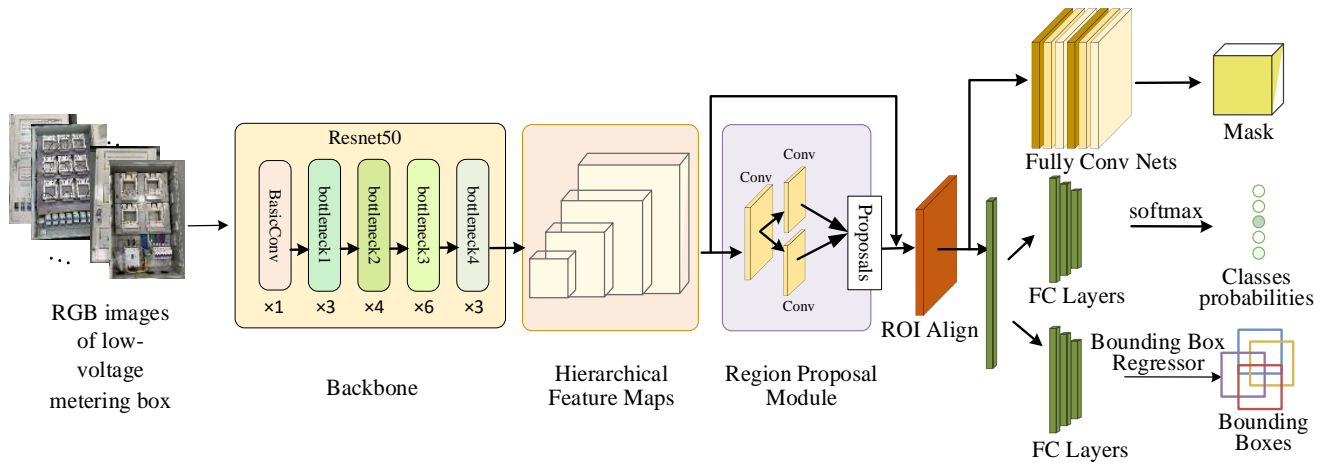 RGB images
of low-
voltage
metering box
Resnet50
BasicConv
bottleneck1
bottleneck2
bottleneck3
bottleneck4
×1
×3
×4
×6
×3
Backbone
Hierarchical
Feature Maps
Conv
Conv
Conv
Proposals
Region Proposal
Module
ROI Align
Fully Conv Nets
Mask
FC Layers
softmax
Classes
probabilities
FC Layers
Bounding Box
Regressor
Bounding
Boxes